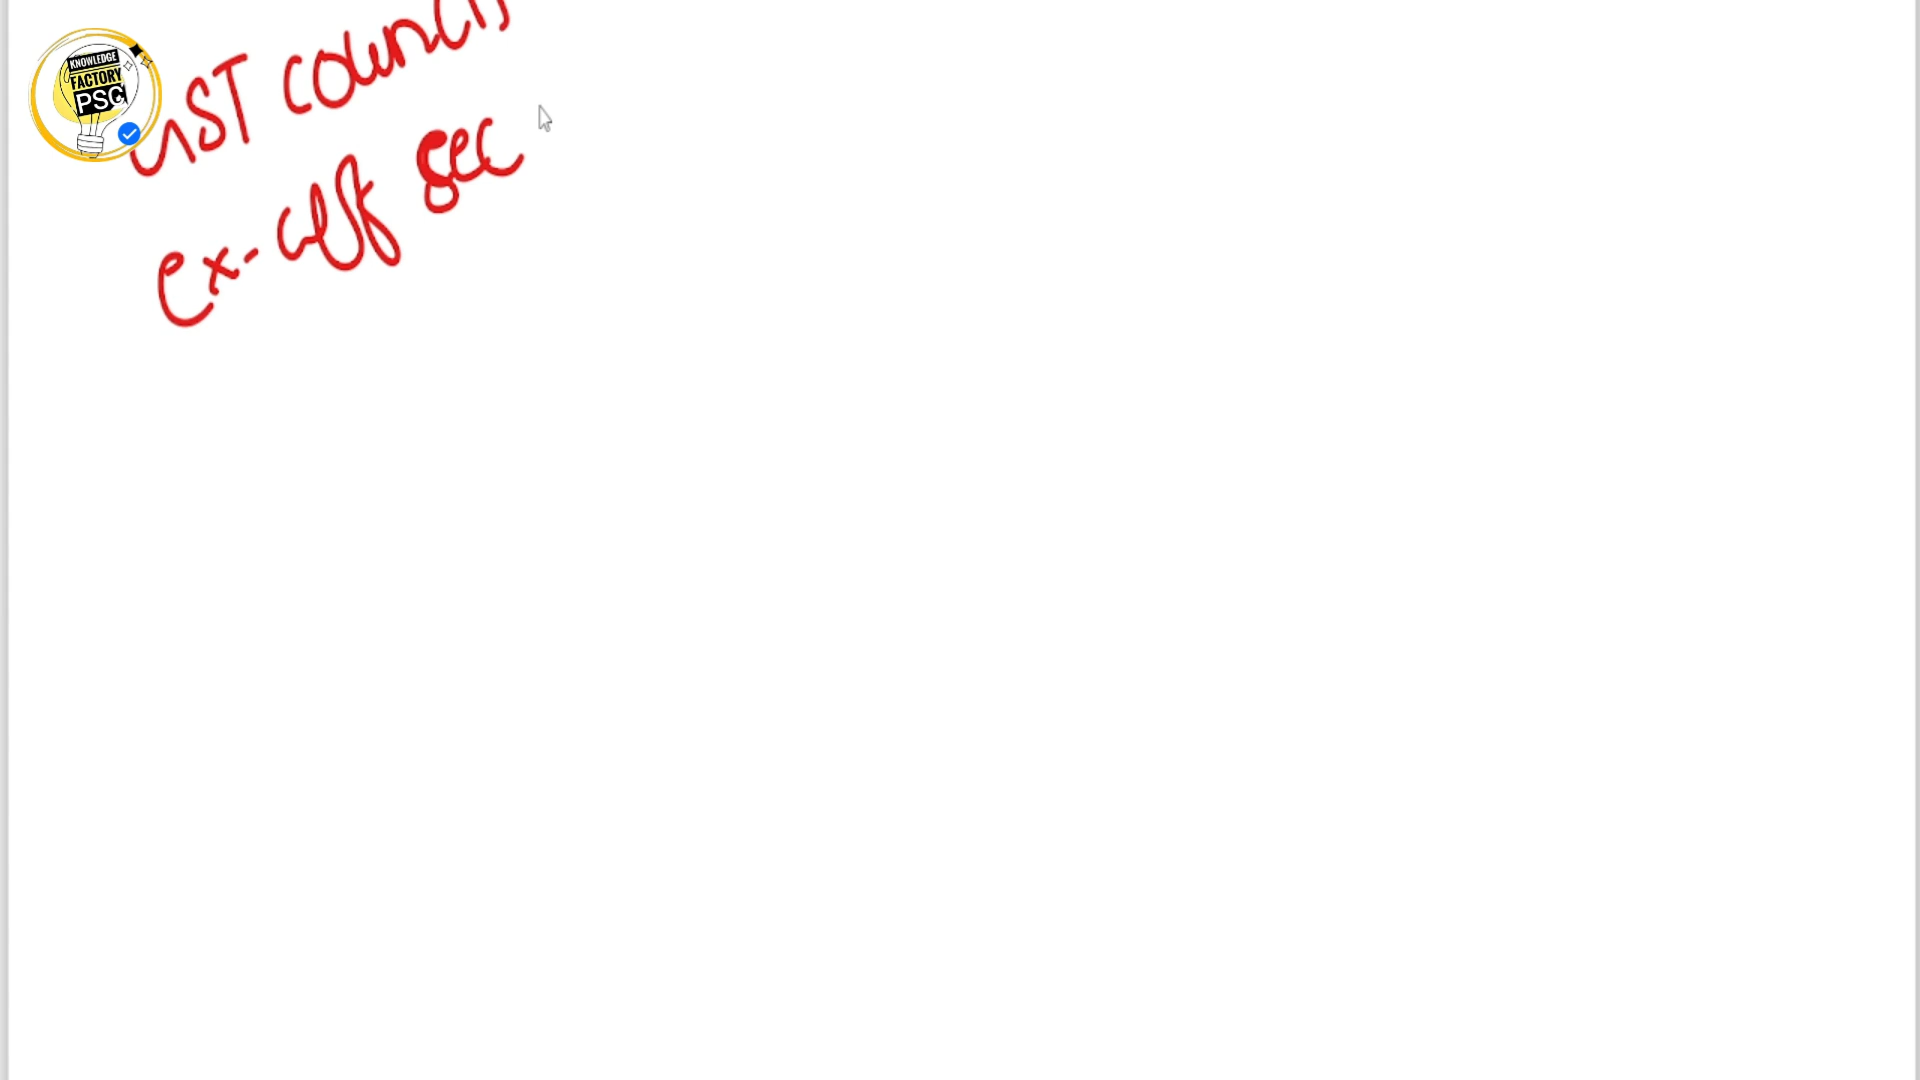 KNOWLEDGE
FACTORY
PSC
GST council
ex-off sec